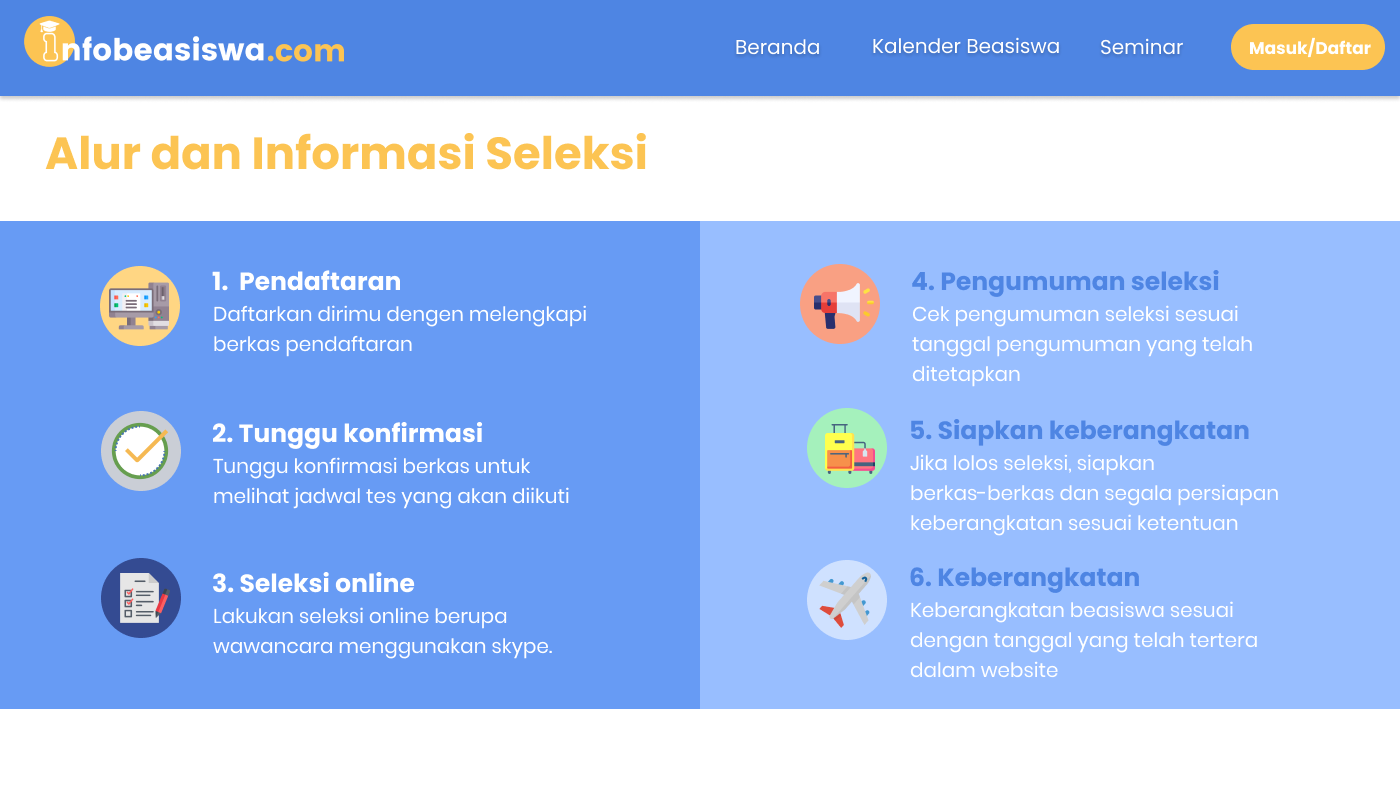 infobeasiswa.com
Beranda
Kalender Beasiswa
Seminar
Masuk/Daftar
Alur dan Informasi Seleksi
1. Pendaftaran
Daftarkan dirimu dengen melengkapi
berkas pendaftaran
2. Tunggu konfirmasi
Tunggu konfirmasi berkas untuk
melihat jadwal tes yang akan diikuti
3. Seleksi online
Lakukan seleksi online berupa
wawancara menggunakan skype.
4. Pengumuman seleksi
Cek pengumuman seleksi sesuai
tanggal pengumuman yang telah
ditetapkan
5. Siapkan keberangkatan
Jika lolos seleksi, siapkan
berkas-berkas dan segala persiapan
keberangkatan sesuai ketentuan
6. Keberangkatan
Keberangkatan beasiswa sesuai
dengan tanggal yang telah tertera
dalam website